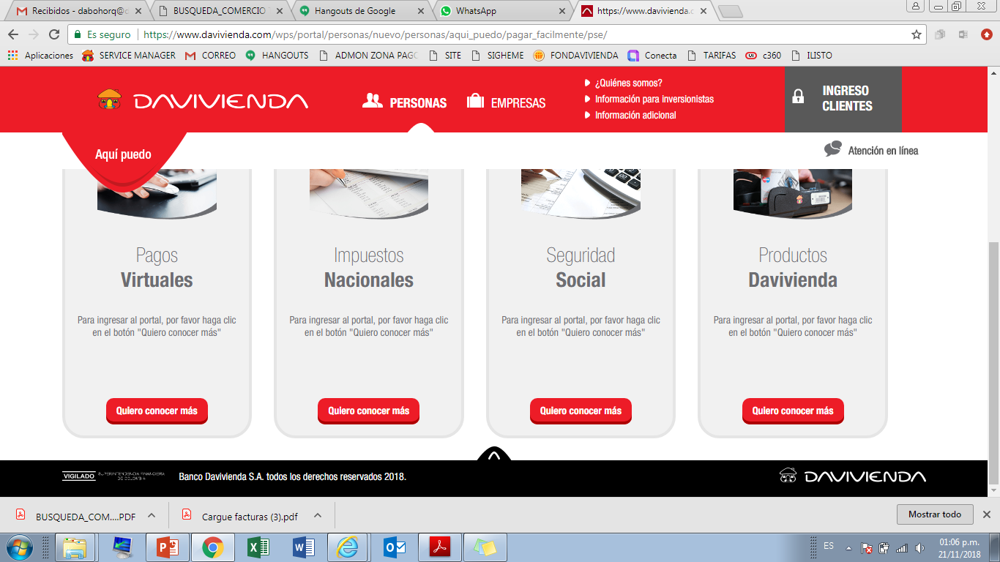 Recibidos - dabohorq@d
BUSQUEDA_COMERCIO
Hangouts de Google
WhatsApp
https://www.davivienda.c
Es seguro | https://www.davivienda.com/wps/portal/personas/nuevo/personas/aqui_puedo/pagar_facilmente/pse/
Aplicaciones SERVICE MANAGER CORREO HANGOUTS ADMON ZONA PAGO SITE SIGHEME FONDAVIVIENDA Conecta TARIFAS c360 ILISTO
DAVIVIENDA
PERSONAS
EMPRESAS
¿Quiénes somos?
Información para inversionistas
Información adicional
INGRESO
CLIENTES
Aquí puedo
Atención en línea
Pagos
Virtuales
Para ingresar al portal, por favor haga clic
en el botón "Quiero conocer más"
Quiero conocer más
Impuestos
Nacionales
Para ingresar al portal, por favor haga clic
en el botón "Quiero conocer más"
Quiero conocer más
Seguridad
Social
Para ingresar al portal, por favor haga clic
en el botón "Quiero conocer más"
Quiero conocer más
Productos
Davivienda
Para ingresar al portal, por favor haga clic
en el botón "Quiero conocer más"
Quiero conocer más
VIGILADO SUPERINTENDENCIA FINANCIERA
DE COLOMBIA
Banco Davivienda S.A. todos los derechos reservados 2018.
DAVIVIENDA
BUSQUEDA_COM....PDF
Cargue facturas (3).pdf
Mostrar todo
ES
01:06 p.m.
21/11/2018